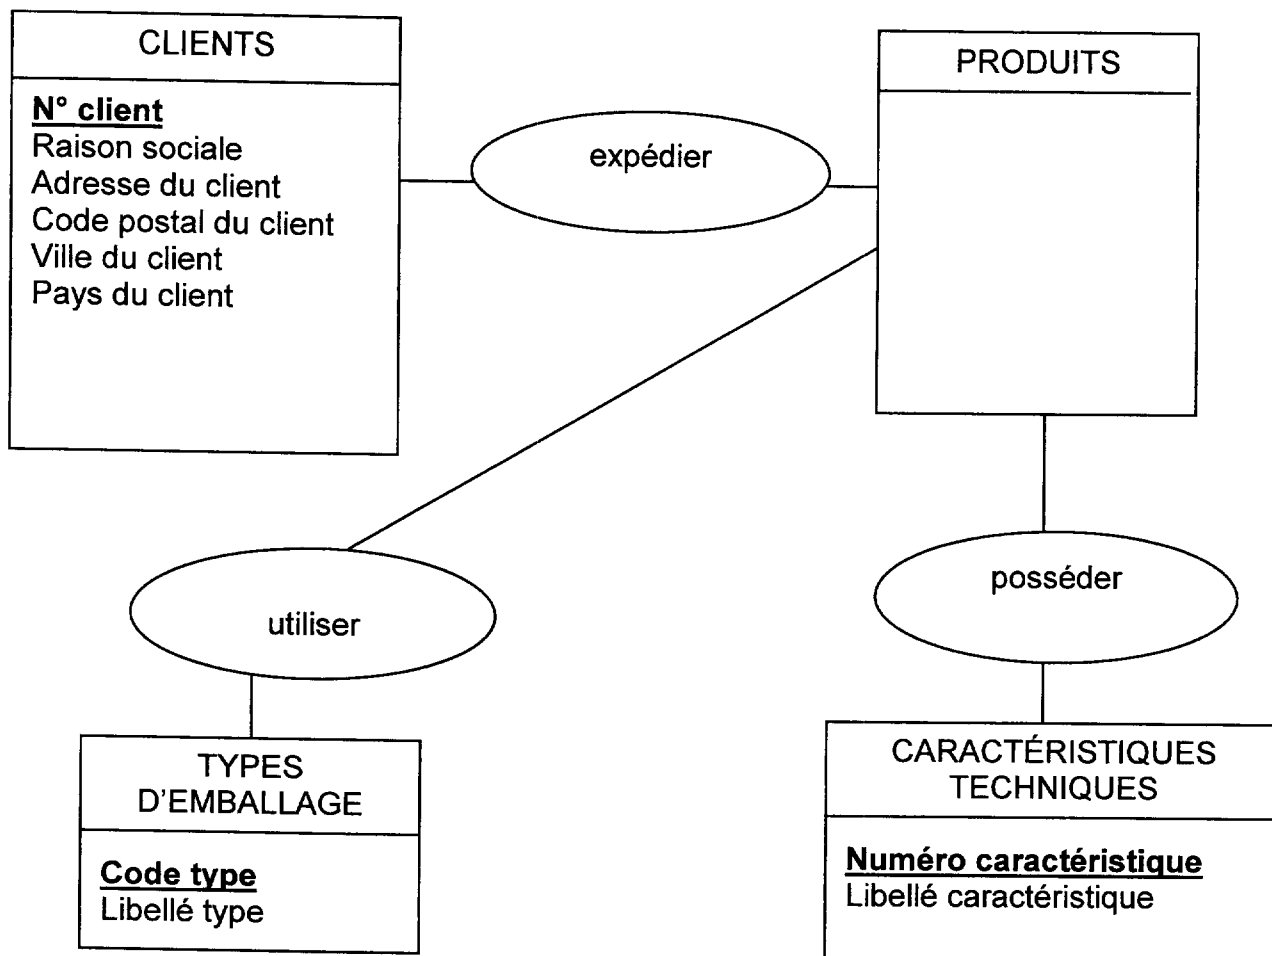 CLIENTS
N° client
Raison sociale
Adresse du client
Code postal du client
Ville du client
Pays du client
expédier
PRODUITS
utiliser
posséder
TYPES
D'EMBALLAGE
Code type
Libellé type
CARACTÉRISTIQUES
TECHNIQUES
Numéro caractéristique
Libellé caractéristique